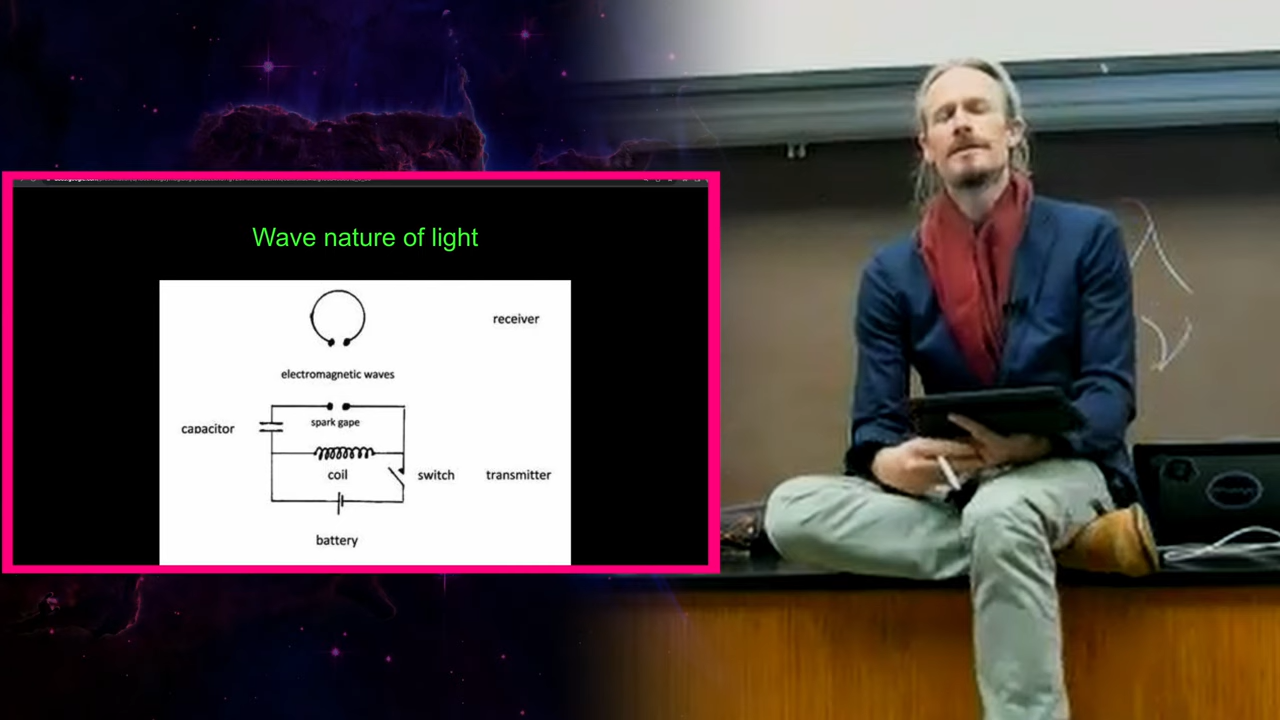 Wave nature of light
receiver
electromagnetic waves
spark gape
capacitor
coil
switch
transmitter
battery